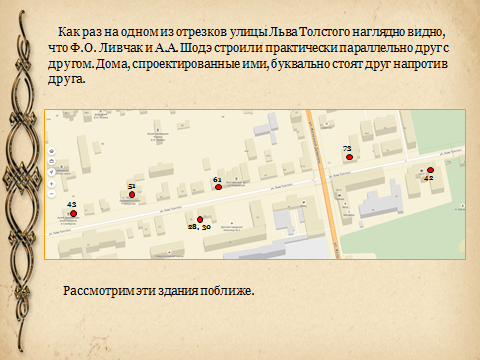 Как раз на одном из отрезков улицы Льва Толстого наглядно видно,
что Ф.О. Ливчак и А.А. Шодэ строили практически параллельно друг с
другом. Дома, спроектированные ими, буквально стоят друг напротив
друга.
73
61
42
51
43
28, 30
Рассмотрим эти здания поближе.